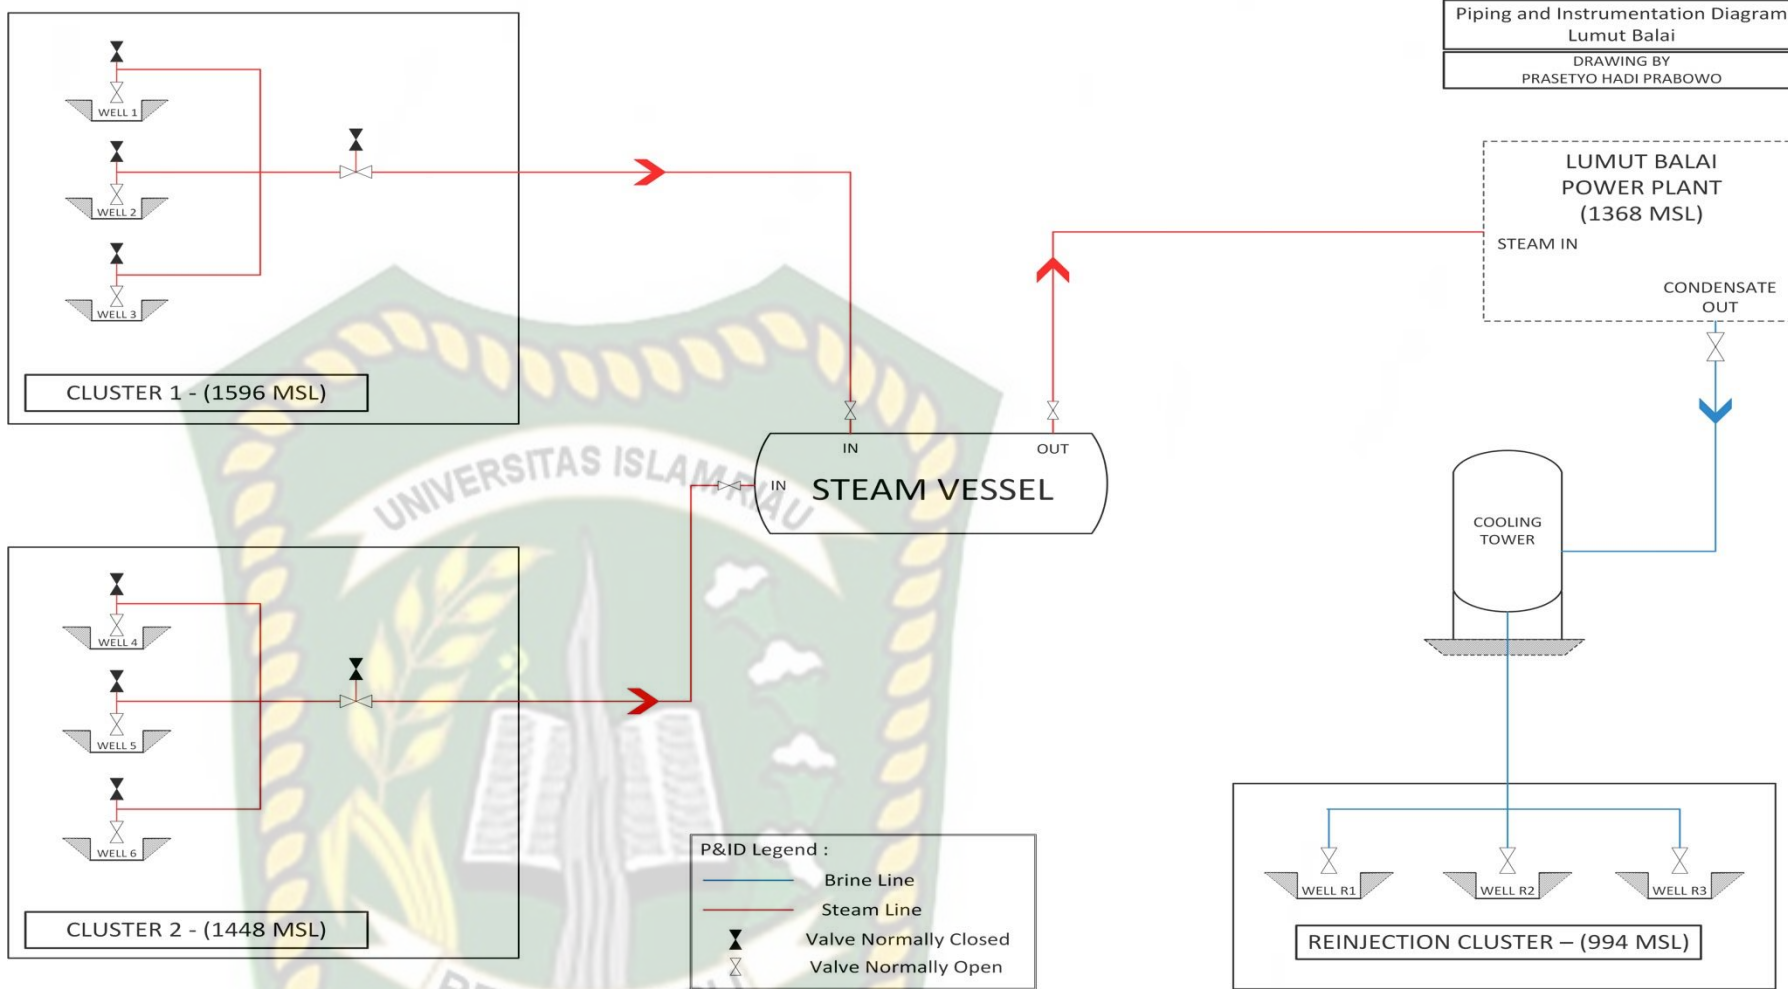 Piping and Instrumentation Diagram
Lumut Balai
DRAWING BY
PRASETYO HADI PRABOWO
WELL 1
WELL 2
WELL 3
CLUSTER 1 - (1596 MSL)
LUMUT BALAI
POWER PLANT
(1368 MSL)
STEAM IN
CONDENSATE
OUT
IN
OUT
IN
STEAM VESSEL
UNIVERSITAS ISLAM RIAU
COOLING
TOWER
WELL 4
WELL 5
WELL 6
CLUSTER 2 - (1448 MSL)
P&ID Legend :
Brine Line
Steam Line
Valve Normally Closed
Valve Normally Open
WELL R1
WELL R2
WELL R3
REINJECTION CLUSTER – (994 MSL)